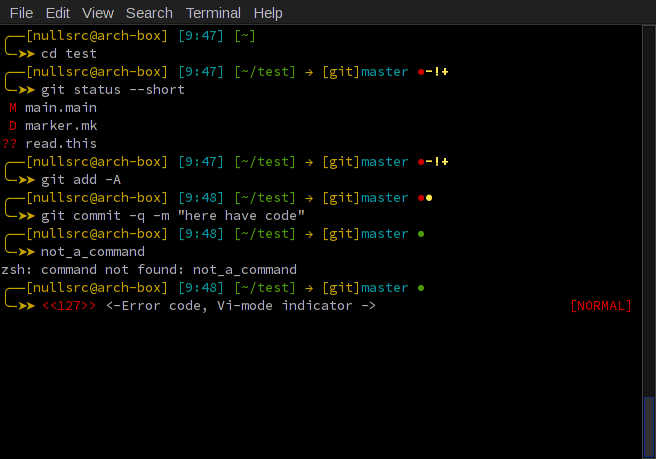 File Edit View Search Terminal Help
╭──[nullsrc@arch-box] [9:47] [~]
╰─➤➤ cd test
╭──[nullsrc@arch-box] [9:47] [~/test] → [git]master ●-!+
╰─➤➤ git status --short
 M main.main
 D marker.mk
?? read.this
╭──[nullsrc@arch-box] [9:47] [~/test] → [git]master ●-!+
╰─➤➤ git add -A
╭──[nullsrc@arch-box] [9:48] [~/test] → [git]master ●●
╰─➤➤ git commit -q -m "here have code"
╭──[nullsrc@arch-box] [9:48] [~/test] → [git]master ●
╰─➤➤ not_a_command
zsh: command not found: not_a_command
╭──[nullsrc@arch-box] [9:48] [~/test] → [git]master ●
╰─➤➤ <<127>> <-Error code, Vi-mode indicator -> [NORMAL]